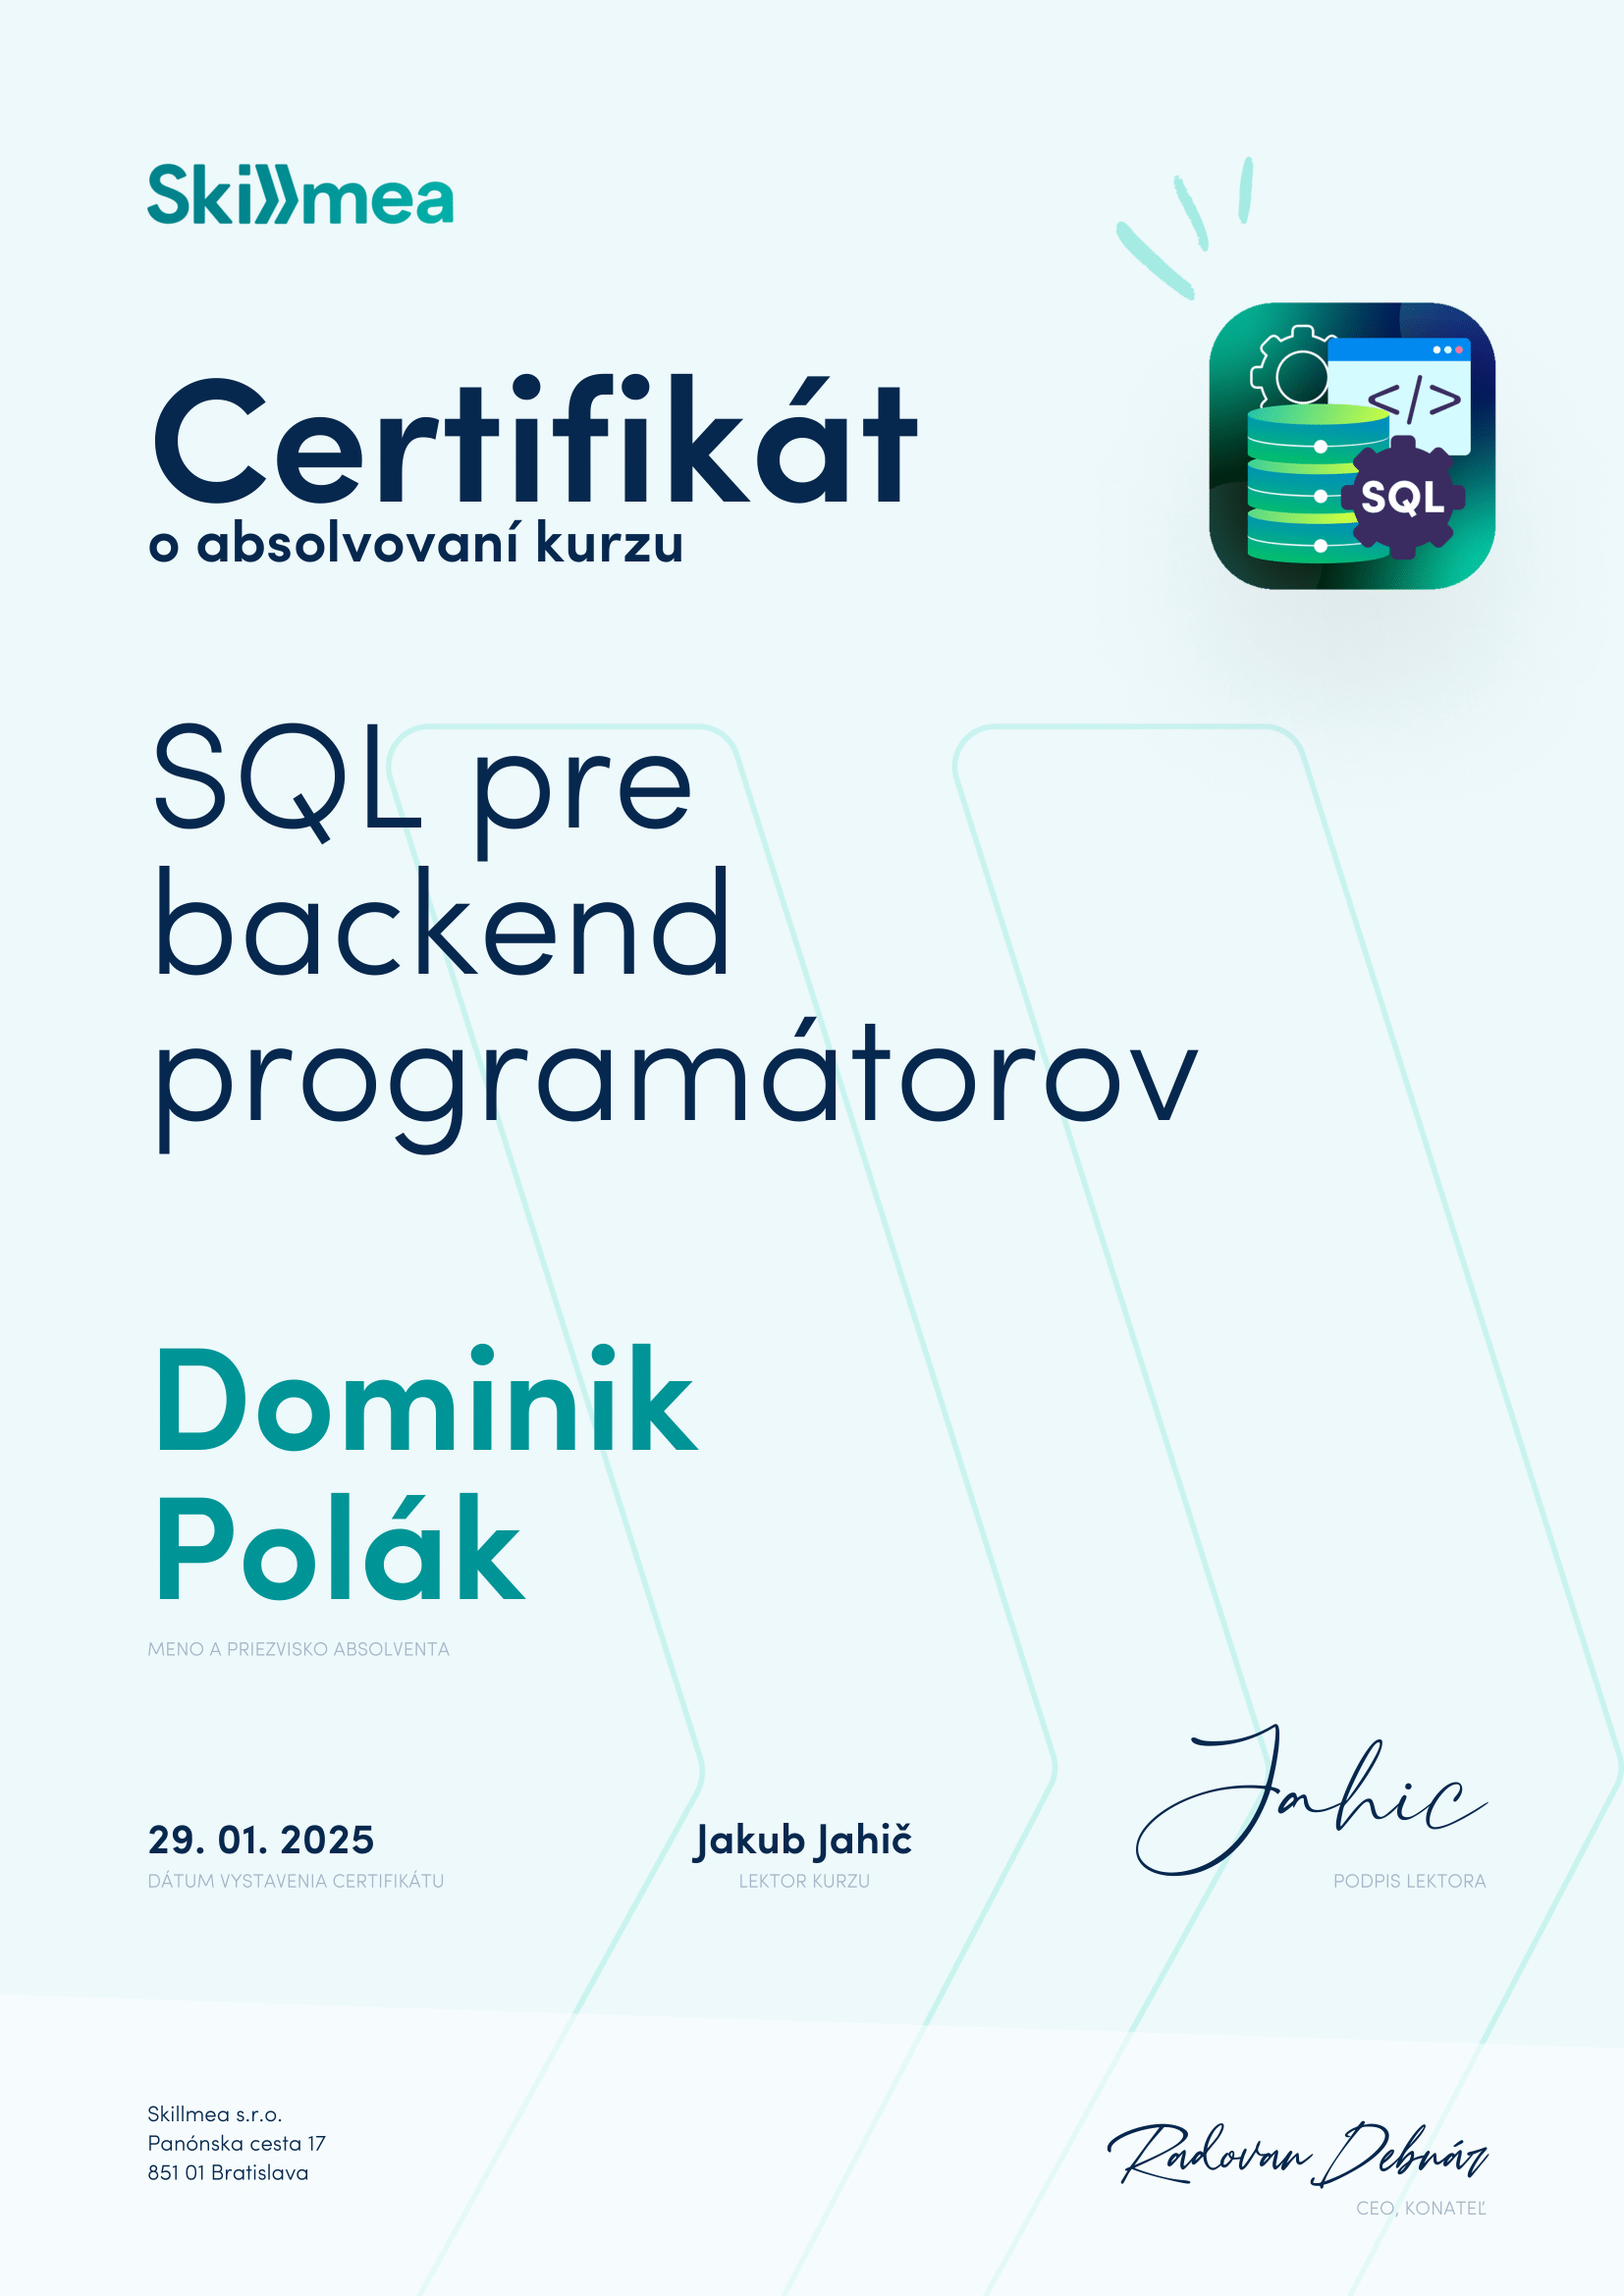 Skillmea
Certifikát
o absolvovaní kurzu
</>
SQL
SQL pre
backend
programátorov
Dominik
Polák
MENO A PRIEZVISKO ABSOLVENTA
Jahic
29. 01. 2025
Jakub Jahič
DÁTUM VYSTAVENIA CERTIFIKÁTU
LEKTOR KURZU
PODPIS LEKTORA
Skillmea s.r.o.
Panónska cesta 17
851 01 Bratislava
Radovan Debnár
CEO, KONATEĽ